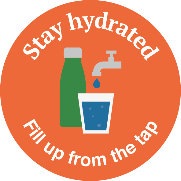 Stay hydrated
Fill up from the tap